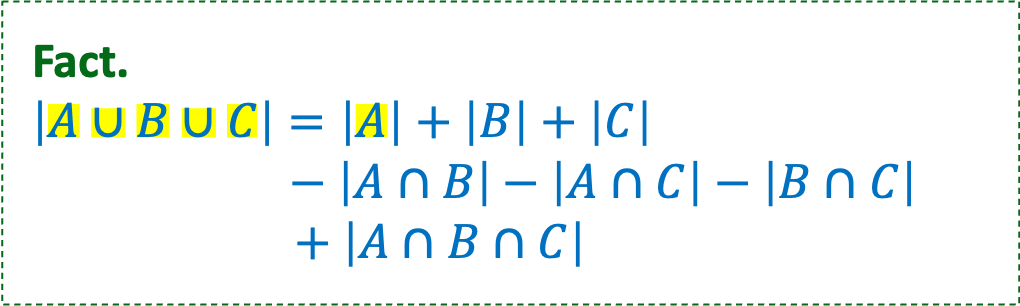 Fact.
|A ∪ B ∪ C| = |A| + |B| + |C|
− |A ∩ B| − |A ∩ C| − |B ∩ C|
+ |A ∩ B ∩ C|